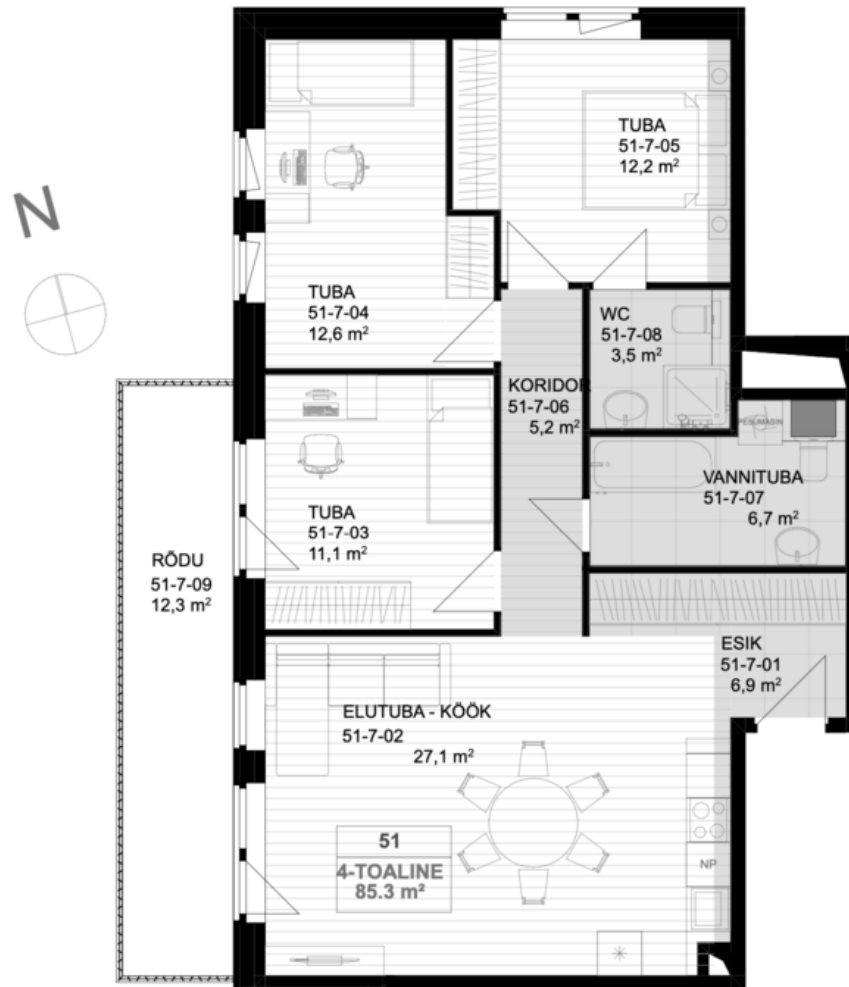 TUBA
51-7-05
12,2 m²
N
TUBA
51-7-04
12,6 m²
WC
51-7-08
3,5 m²
KORIDOR
51-7-06
5,2 m²
PESUMASIN
VANNITUBA
51-7-07
6,7 m²
TUBA
51-7-03
11,1 m²
RÕDU
51-7-09
12,3 m²
ESIK
51-7-01
6,9 m²
ELUTUBA - KÖÖK
51-7-02
27,1 m²
51
4-TOALINE
85.3 m²
NP